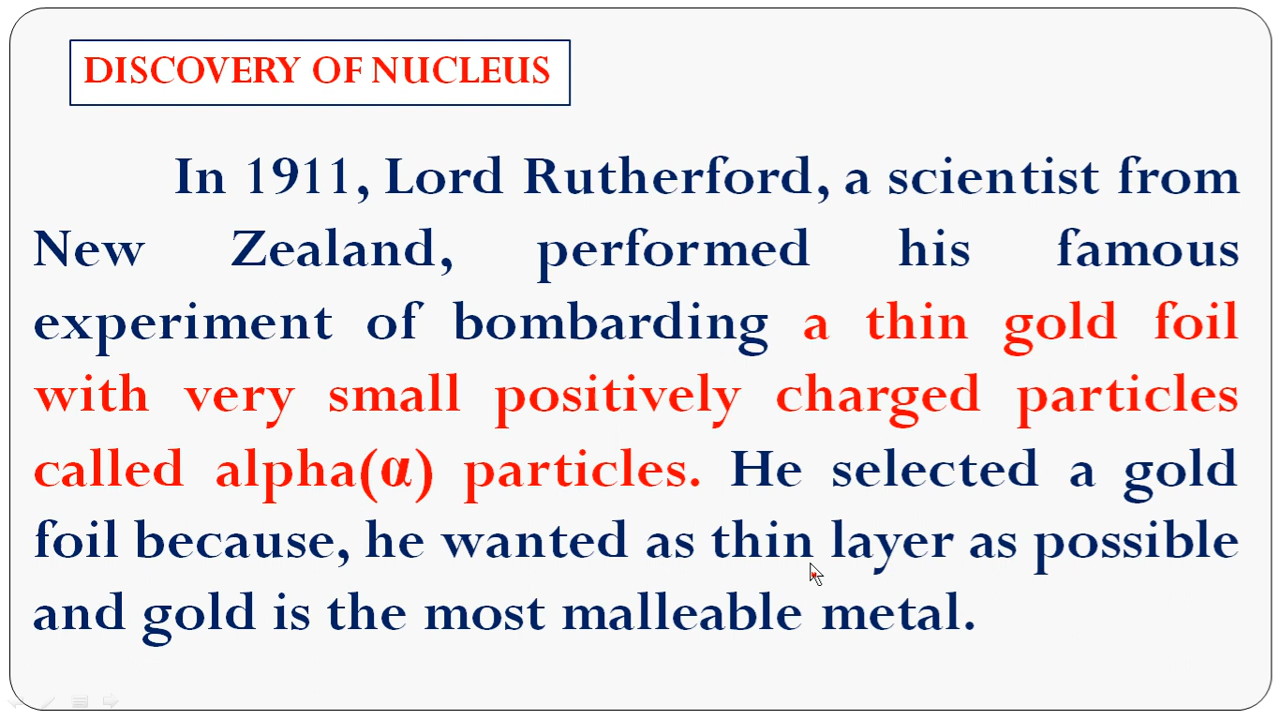 DISCOVERY OF NUCLEUS
In 1911, Lord Rutherford, a scientist from
New Zealand, performed his famous
experiment of bombarding a thin gold foil
with very small positively charged particles
called alpha(α) particles. He selected a gold
foil because, he wanted as thin layer as possible
and gold is the most malleable metal.